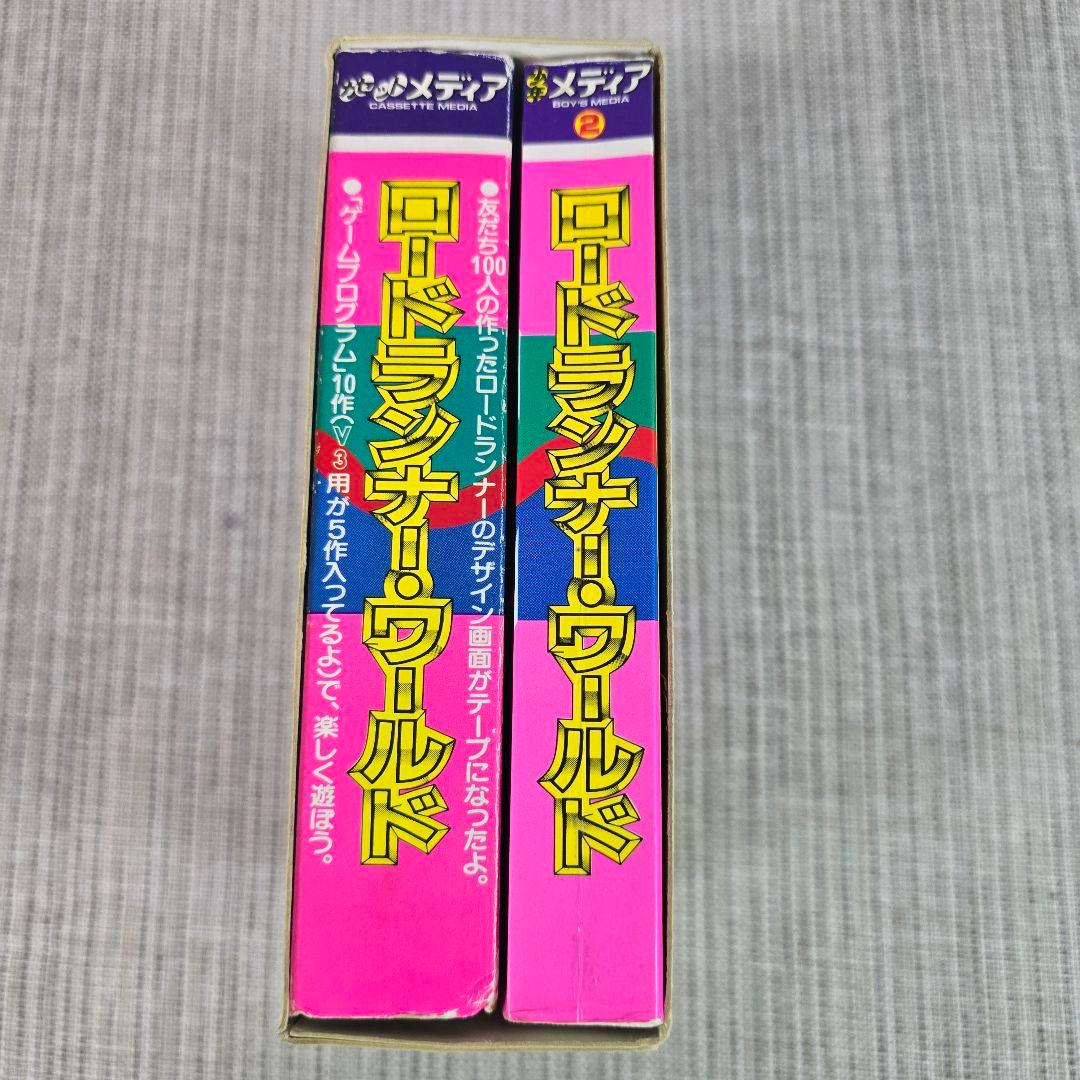 カセットメディア
CASSETTE MEDIA
●友だち100人の作ったロードランナーのデザイン画面がテープになったよ。
ロードランナー・ワールド
●「ゲームプログラム」10作(V3用が5作入ってるよ)で、楽しく遊ぼう。
少年メディア
BOY'S MEDIA
2
ロードランナー・ワールド